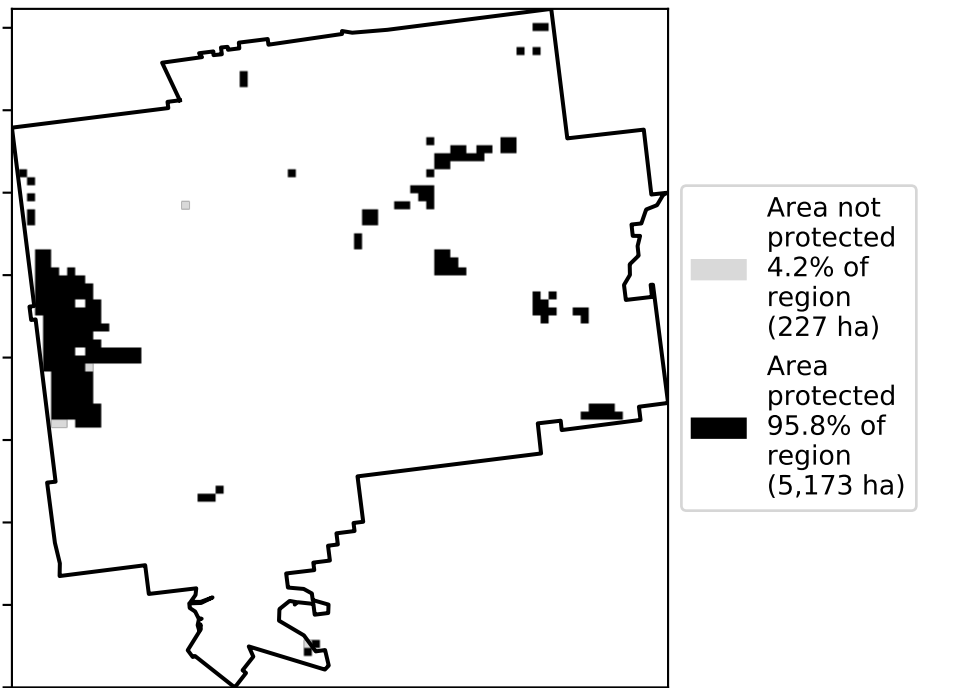 Area not
protected
4.2% of
region
(227 ha)
Area
protected
95.8% of
region
(5,173 ha)